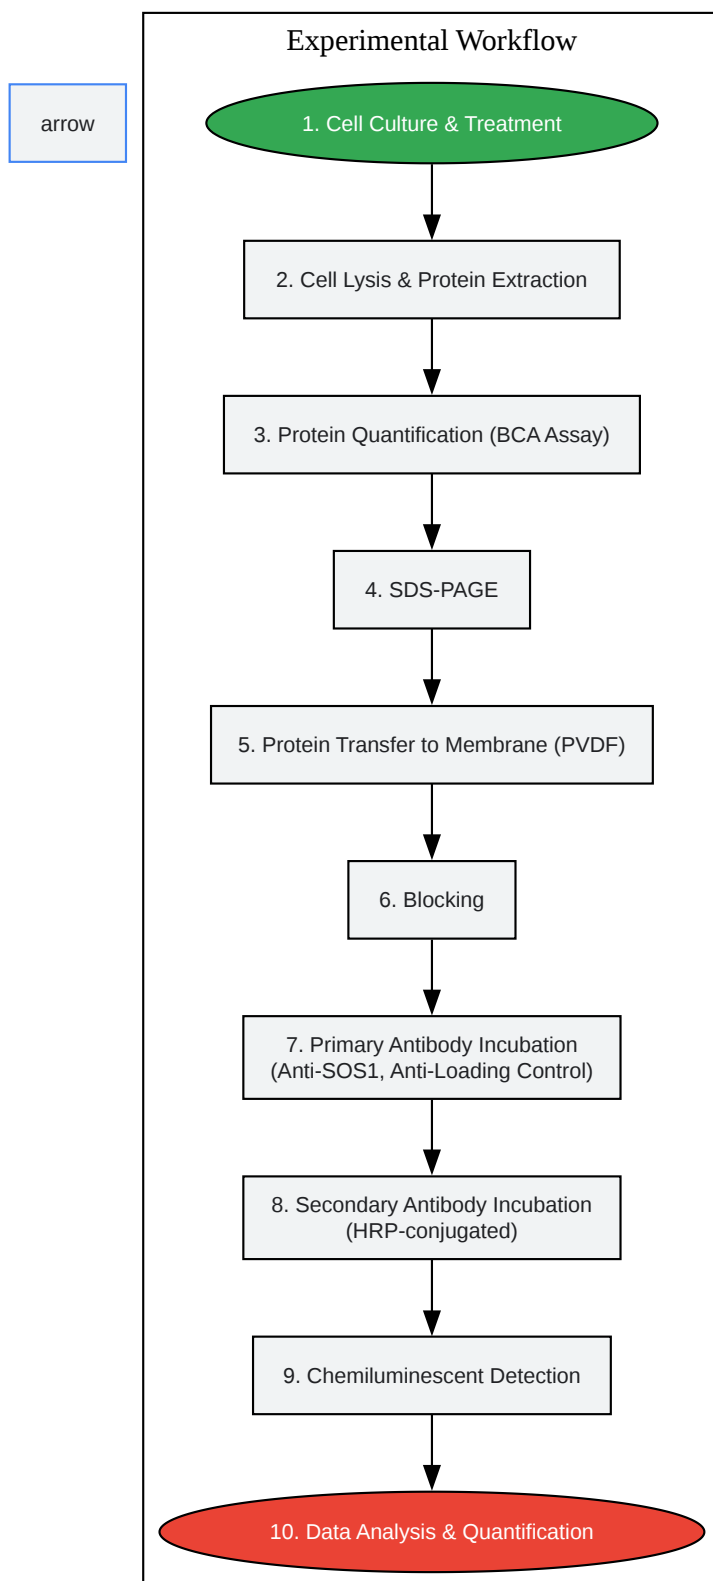 Experimental Workflow
arrow
1. Cell Culture & Treatment
2. Cell Lysis & Protein Extraction
3. Protein Quantification (BCA Assay)
4. SDS-PAGE
5. Protein Transfer to Membrane (PVDF)
6. Blocking
7. Primary Antibody Incubation
(Anti-SOS1, Anti-Loading Control)
8. Secondary Antibody Incubation
(HRP-conjugated)
9. Chemiluminescent Detection
10. Data Analysis & Quantification